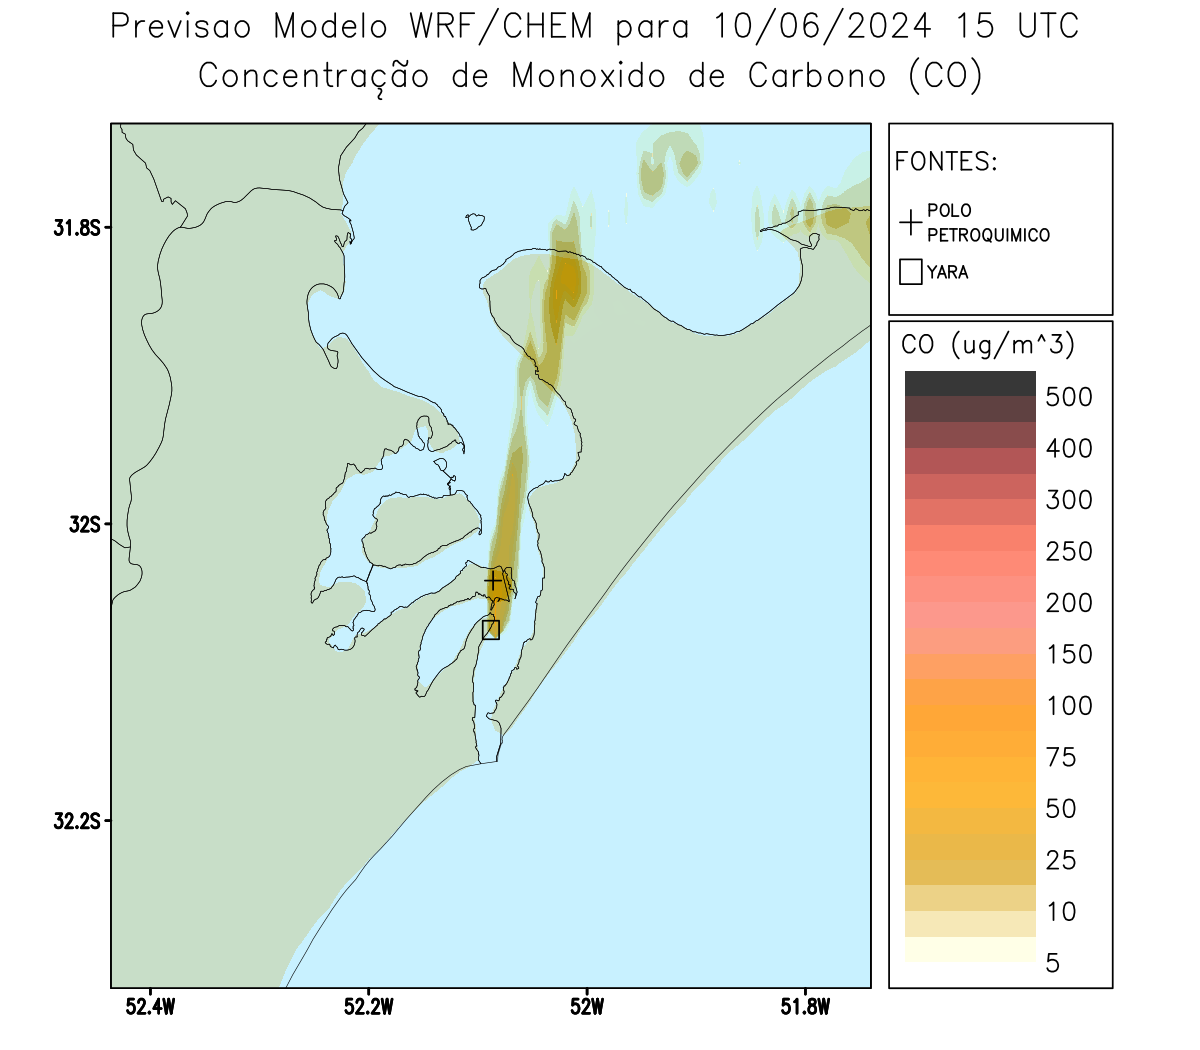 Previsao Modelo WRF/CHEM para 10/06/2024 15 UTC
Concentração de Monoxido de Carbono (CO)
FONTES:
POLO
PETROQUIMICO
YARA
CO (ug/m^3)
500
400
300
250
200
150
100
75
50
25
10
5
31.8S
32S
32.2S
52.4W
52.2W
52W
51.8W